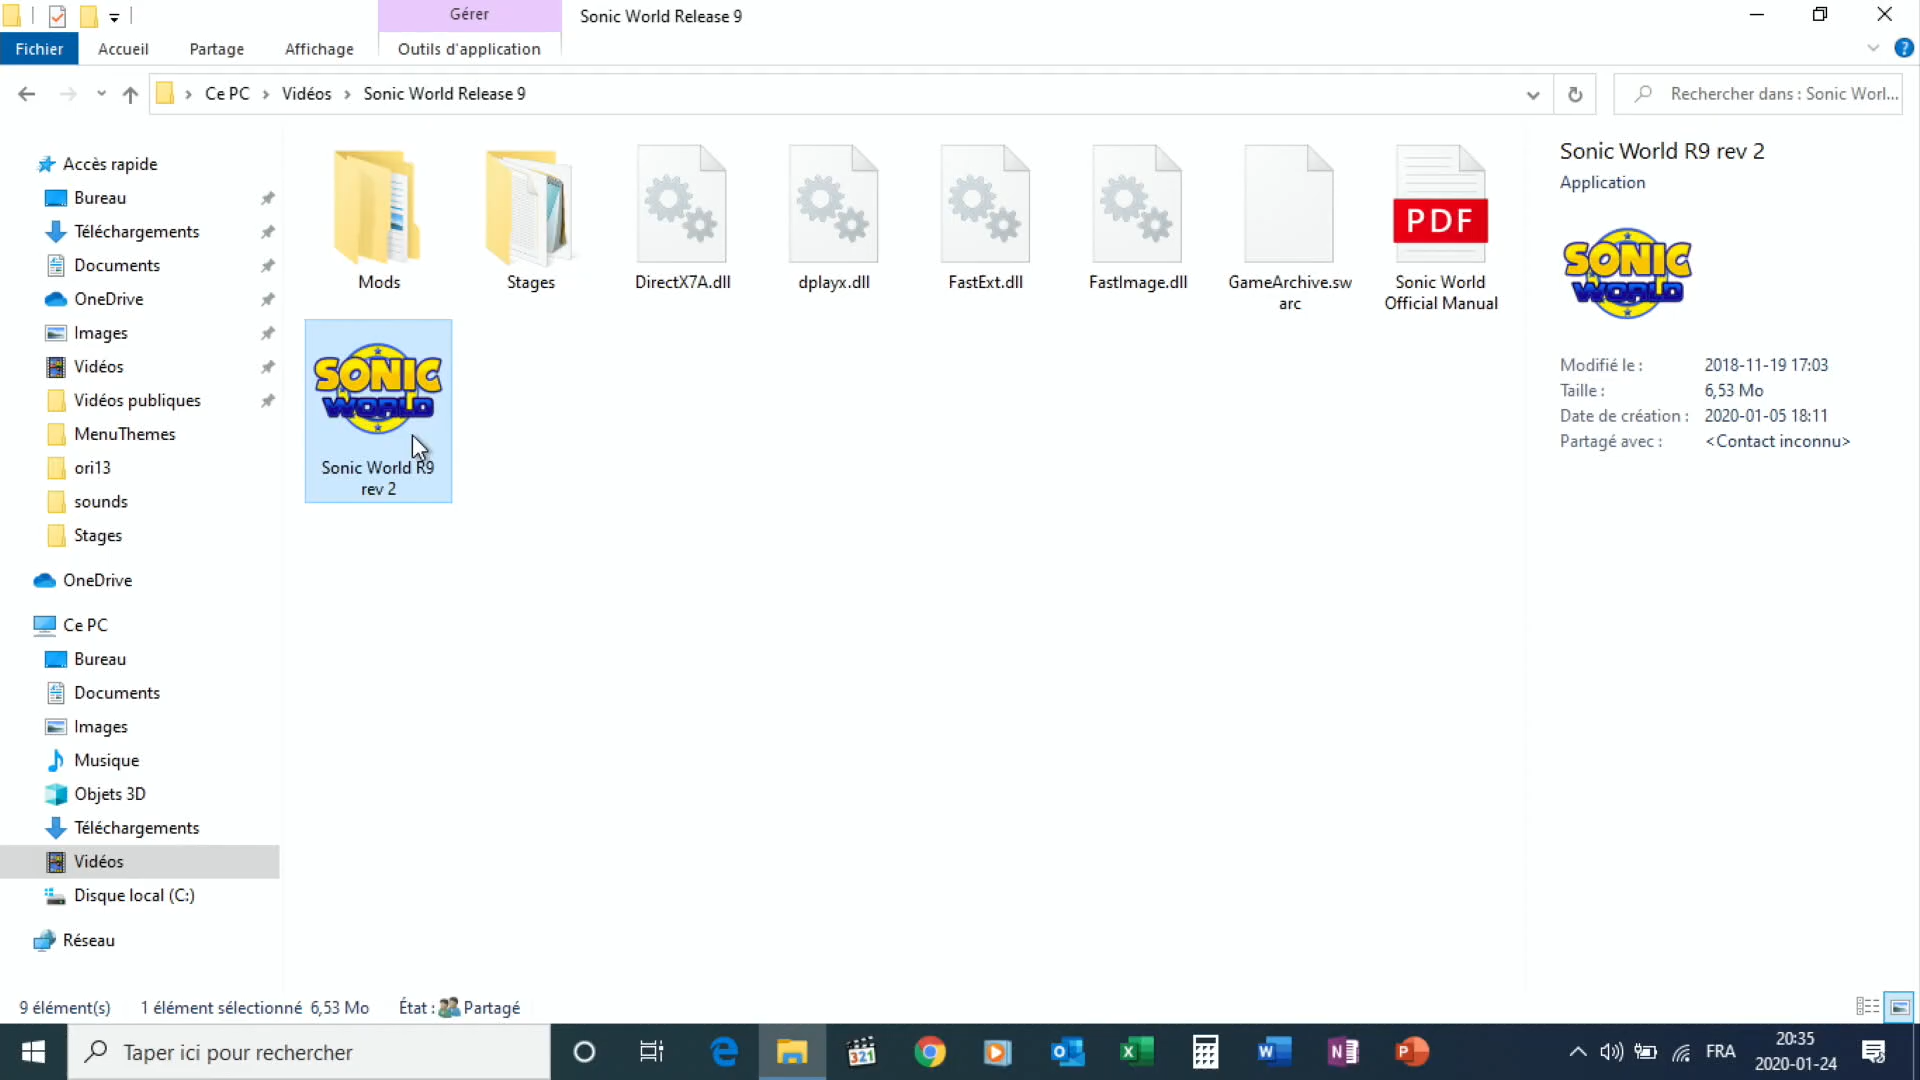 Gérer
Sonic World Release 9
Fichier
Accueil
Partage
Affichage
Outils d'application
Ce PC
Vidéos
Sonic World Release 9
Rechercher dans : Sonic Worl...
Accès rapide
Bureau
Téléchargements
Documents
OneDrive
Images
Vidéos
Vidéos publiques
MenuThemes
ori13
sounds
Stages
OneDrive
Ce PC
Bureau
Documents
Images
Musique
Objets 3D
Téléchargements
Vidéos
Disque local (C:)
Réseau
Mods
Stages
DirectX7A.dll
dplayx.dll
FastExt.dll
FastImage.dll
GameArchive.sw
arc
PDF
Sonic World
Official Manual
SONIC
WORLD
Sonic World R9
rev 2
Sonic World R9 rev 2
Application
SONIC
WORLD
Modifié le : 2018-11-19 17:03
Taille : 6,53 Mo
Date de création : 2020-01-05 18:11
Partagé avec : <Contact inconnu>
9 élément(s)
1 élément sélectionné 6,53 Mo
État : Partagé
Taper ici pour rechercher
321
FRA
20:35
2020-01-24